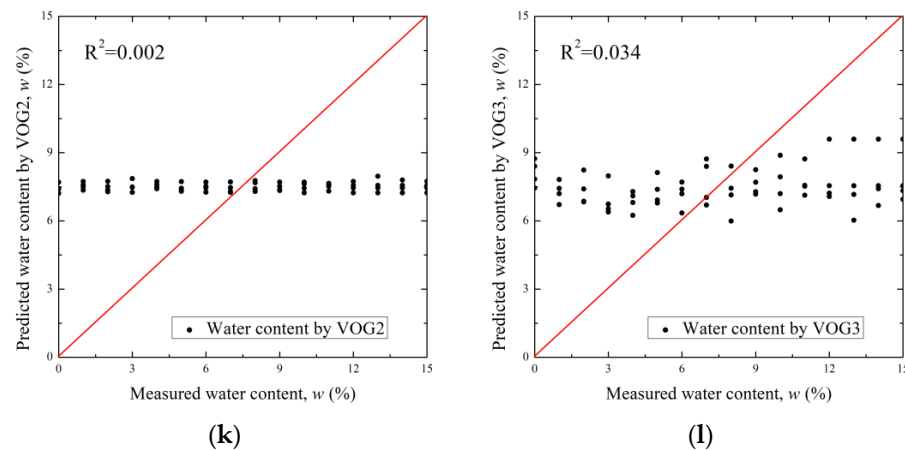 R²=0.002
Predicted water content by VOG2, w (%)
15
12
9
6
3
0
0 3 6 9 12 15
Water content by VOG2
Measured water content, w (%)
(k)
R²=0.034
Predicted water content by VOG3, w (%)
15
12
9
6
3
0
0 3 6 9 12 15
Water content by VOG3
Measured water content, w (%)
(l)